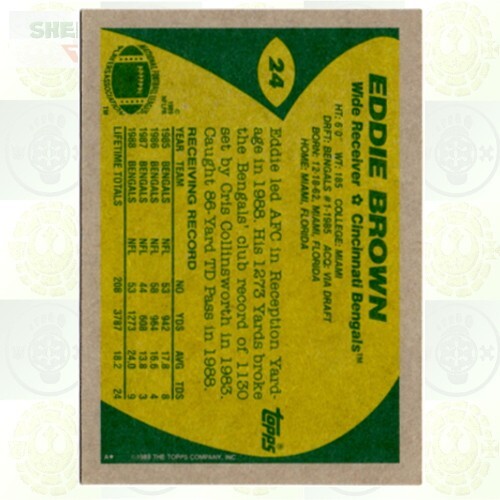 SHE
24
EDDIE BROWN
Wide Receiver ☆ Cincinnati Bengals™
HT: 6'0" WT: 185 COLLEGE: MIAMI
DRFT: BENGALS #1-1985 ACQ: VIA DRAFT
BORN: 12-18-62, MIAMI, FLORIDA
HOME: MIAMI, FLORIDA
Eddie led AFC in Reception Yard-
age in 1988. His 1273 Yards broke
the Bengals' club record of 1130
set by Cris Collinsworth in 1983.
Caught 86-Yard TD Pass in 1988.
RECEIVING RECORD
YEAR TEAM NO YDS AVG TDS
1985 BENGALS NFL 53 942 17.8 8
1986 BENGALS NFL 58 964 16.6 4
1987 BENGALS NFL 44 608 13.8 3
1988 BENGALS NFL 53 1273 24.0 9
LIFETIME TOTALS 208 3787 18.2 24
topps®
©1989 THE TOPPS COMPANY, INC.
A*